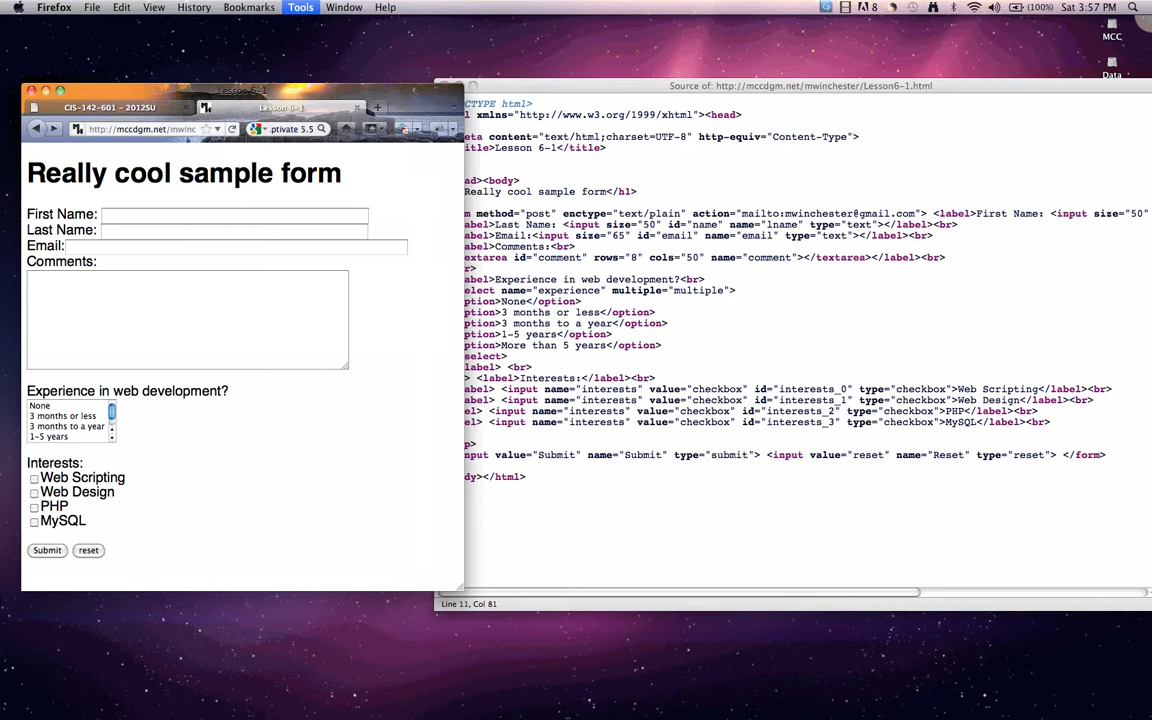 Firefox File Edit View History Bookmarks Tools Window Help 8 (100%) Sat 3:57 PM
MCC
Data
Lesson 6-1
CIS-142-601 - 2012SU
Lesson 6-1
http://mccdgm.net/mwinc
.ptivate 5.5
Really cool sample form
First Name:
Last Name:
Email:
Comments:
Experience in web development?
None
3 months or less
3 months to a year
1-5 years
Interests:
Web Scripting
Web Design
PHP
MySQL
Submit reset
Source of: http://mccdgm.net/mwinchester/Lesson6-1.html
CTYPE html>
l xmlns="http://www.w3.org/1999/xhtml"><head>
eta content="text/html;charset=UTF-8" http-equiv="Content-Type">
itle>Lesson 6-1</title>
ad><body>
Really cool sample form</h1>
m method="post" enctype="text/plain" action="mailto:mwinchester@gmail.com"> <label>First Name: <input size="50"
label>Last Name: <input size="50" id="name" name="lname" type="text"></label><br>
label>Email:<input size="65" id="email" name="email" type="text"></label><br>
label>Comments:<br>
extarea id="comment" rows="8" cols="50" name="comment"></textarea></label><br>
r>
abel>Experience in web development?<br>
elect name="experience" multiple="multiple">
ption>None</option>
ption>3 months or less</option>
ption>3 months to a year</option>
ption>1-5 years</option>
ption>More than 5 years</option>
select>
label> <br>
> <label>Interests:</label><br>
abel> <input name="interests" value="checkbox" id="interests_0" type="checkbox">Web Scripting</label><br>
abel> <input name="interests" value="checkbox" id="interests_1" type="checkbox">Web Design</label><br>
l> <input name="interests" value="checkbox" id="interests_2" type="checkbox">PHP</label><br>
l> <input name="interests" value="checkbox" id="interests_3" type="checkbox">MySQL</label><br>
p>
nput value="Submit" name="Submit" type="submit"> <input value="reset" name="Reset" type="reset"> </form>
ody></html>
Line 11, Col 81